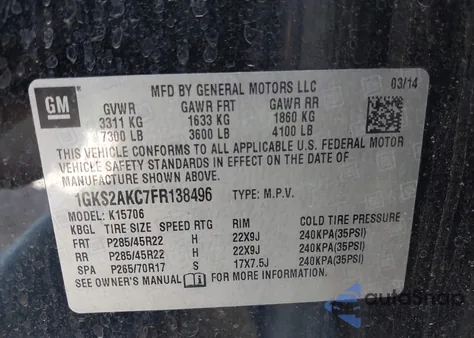 GM
MFD BY GENERAL MOTORS LLC 03/14
GVWR GAWR FRT GAWR RR
3311 KG 1633 KG 1860 KG
7300 LB 3600 LB 4100 LB
THIS VEHICLE CONFORMS TO ALL APPLICABLE U.S. FEDERAL MOTOR
VEHICLE SAFETY STANDARDS IN EFFECT ON THE DATE OF
MANUFACTURE SHOWN ABOVE.
1GKS2AKC7FR138496 TYPE: M.P.V.
MODEL: K15706
KBGL TIRE SIZE SPEED RTG RIM COLD TIRE PRESSURE
FRT P285/45R22 H 22X9J 240KPA(35PSI)
RR P285/45R22 H 22X9J 240KPA(35PSI)
SPA P265/70R17 S 17X7.5J 240KPA(35PSI)
SEE OWNER'S MANUAL FOR MORE INFORMATION.
autoSnap